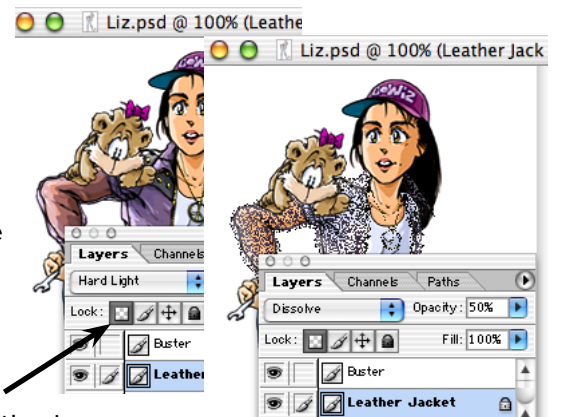 Liz.psd @ 100% (Leathe
Liz.psd @ 100% (Leather Jack
Layers Channels
Hard Light
Lock:
Buster
Leather
Layers Channels Paths
Dissolve Opacity: 50%
Lock: Fill: 100%
Buster
Leather Jacket